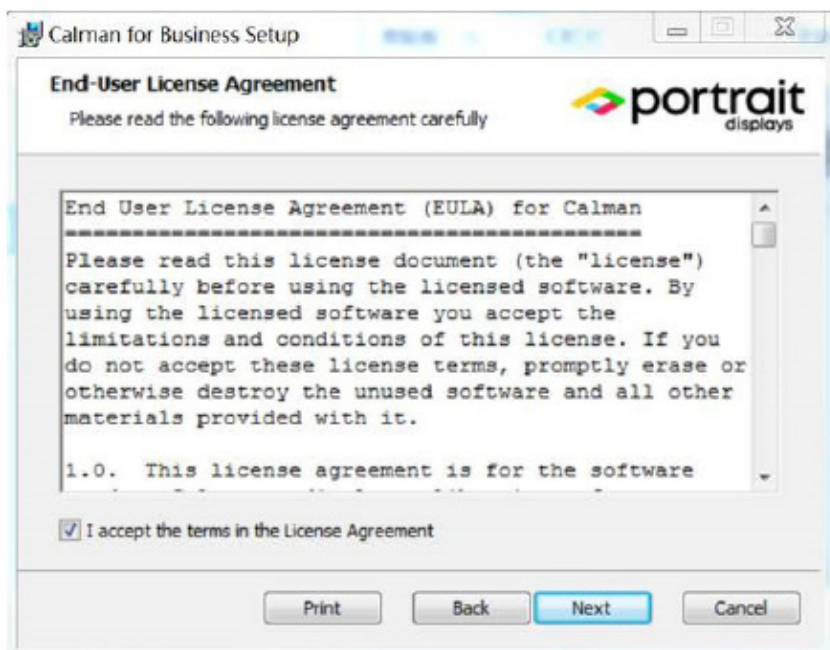 Calman for Business Setup
End-User License Agreement
Please read the following license agreement carefully
portrait
displays
End User License Agreement (EULA) for Calman
===========================================
Please read this license document (the "license")
carefully before using the licensed software. By
using the licensed software you accept the
limitations and conditions of this license. If you
do not accept these license terms, promptly erase or
otherwise destroy the unused software and all other
materials provided with it.
1.0.  This license agreement is for the software
I accept the terms in the License Agreement
Print
Back
Next
Cancel